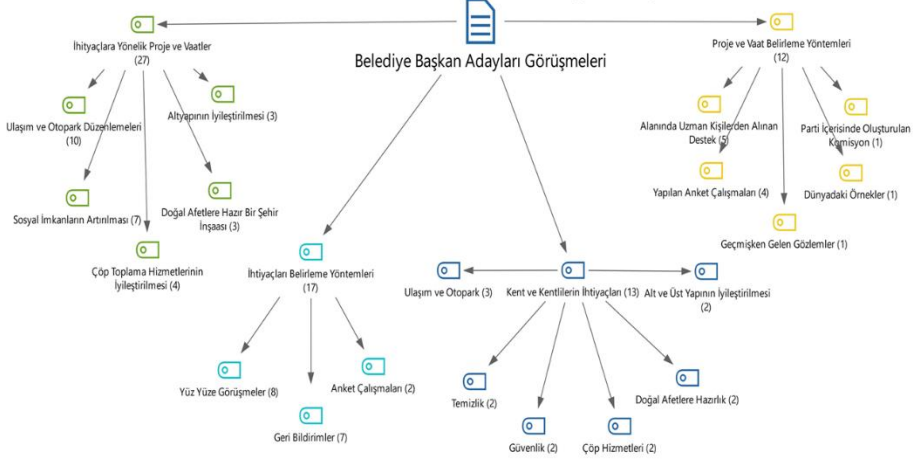 Belediye Başkan Adayları Görüşmeleri
İhityaçlara Yönelik Proje ve Vaatler
(27)
Ulaşım ve Otopark Düzenlemeleri
(10)
Altyapının İyileştirilmesi (3)
Sosyal İmkanların Artırılması (7)
Doğal Afetlere Hazır Bir Şehir
İnşaası (3)
Çöp Toplama Hizmetlerinin
İyileştirilmesi (4)
Proje ve Vaat Belirleme Yöntemleri
(12)
Alanında Uzman Kişilerden Alınan
Destek (5)
Parti İçerisinde Oluşturulan
Komisyon (1)
Yapılan Anket Çalışmaları (4)
Dünyadaki Örnekler (1)
Geçmişken Gelen Gözlemler (1)
İhtiyaçları Belirleme Yöntemleri
(17)
Yüz Yüze Görüşmeler (8)
Geri Bildirimler (7)
Anket Çalışmaları (2)
Ulaşım ve Otopark (3)
Kent ve Kentlilerin İhtiyaçları (13)
Alt ve Üst Yapının İyileştirilmesi
(2)
Temizlik (2)
Güvenlik (2)
Çöp Hizmetleri (2)
Doğal Afetlere Hazırlık (2)